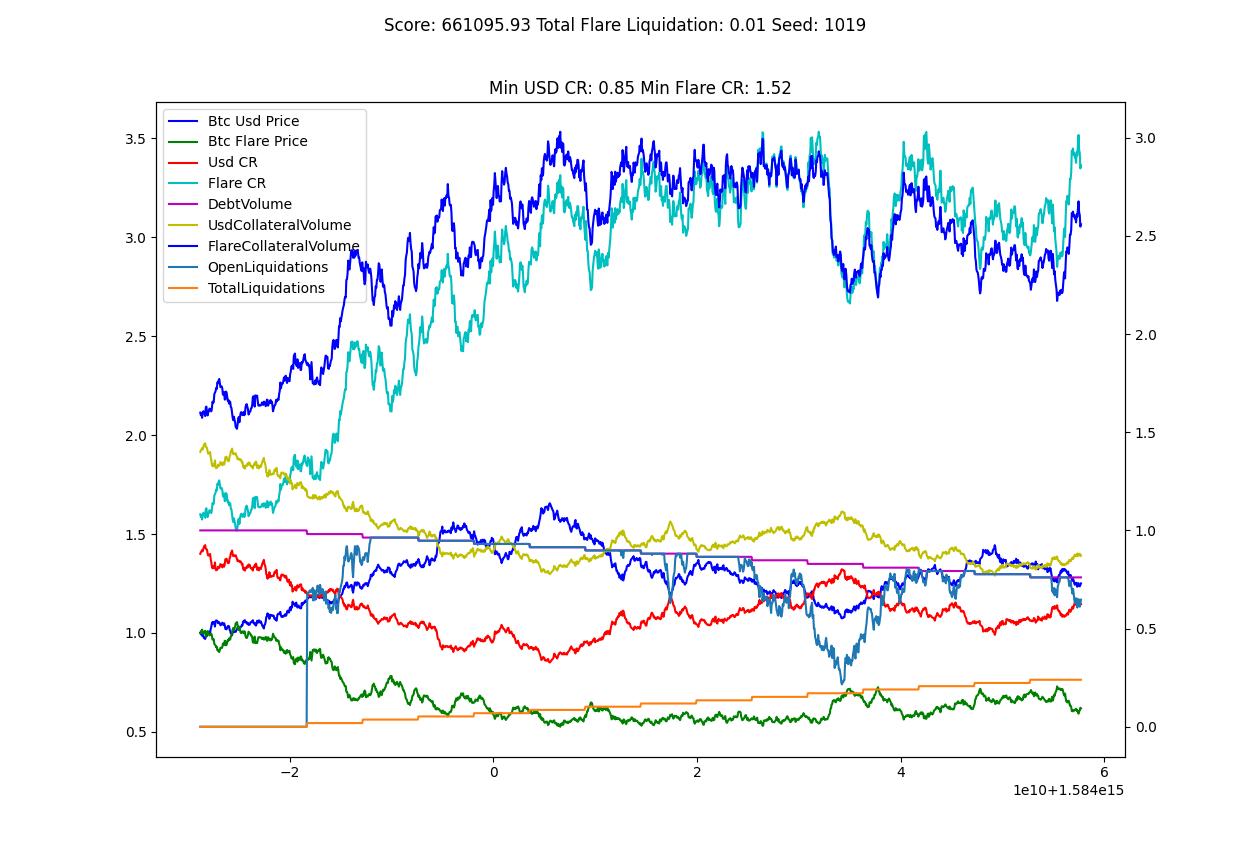 Score: 661095.93 Total Flare Liquidation: 0.01 Seed: 1019
Min USD CR: 0.85 Min Flare CR: 1.52
Btc Usd Price
Btc Flare Price
Usd CR
Flare CR
DebtVolume
UsdCollateralVolume
FlareCollateralVolume
OpenLiquidations
TotalLiquidations
3.5
3.0
2.5
2.0
1.5
1.0
0.5
3.0
2.5
2.0
1.5
1.0
0.5
0.0
−2 0 2 4 6
1e10+1.584e15